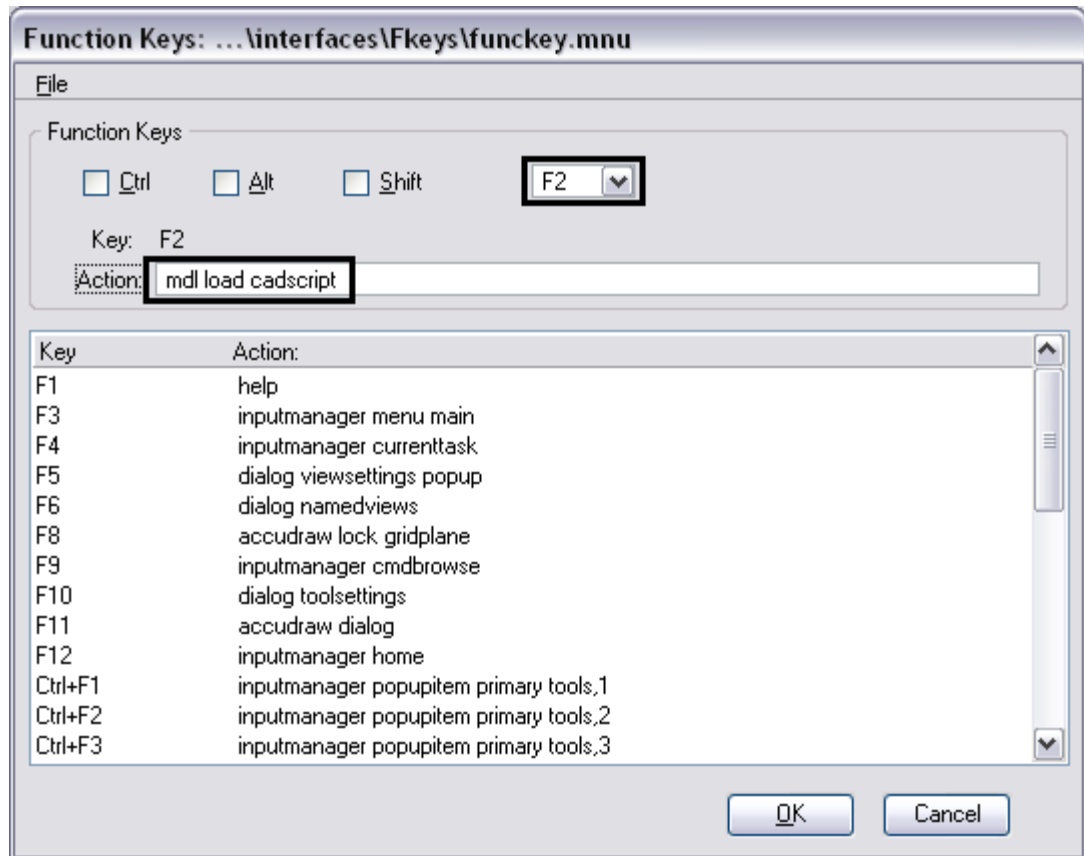 Function Keys: ...\interfaces\Fkeys\funckey.mnu
File
Function Keys
Ctrl Alt Shift F2
Key: F2
Action: mdl load cadscript
Key Action:
F1 help
F3 inputmanager menu main
F4 inputmanager currenttask
F5 dialog viewsettings popup
F6 dialog namedviews
F8 accudraw lock gridplane
F9 inputmanager cmdbrowse
F10 dialog toolsettings
F11 accudraw dialog
F12 inputmanager home
Ctrl+F1 inputmanager popupitem primary tools,1
Ctrl+F2 inputmanager popupitem primary tools,2
Ctrl+F3 inputmanager popupitem primary tools,3
OK Cancel